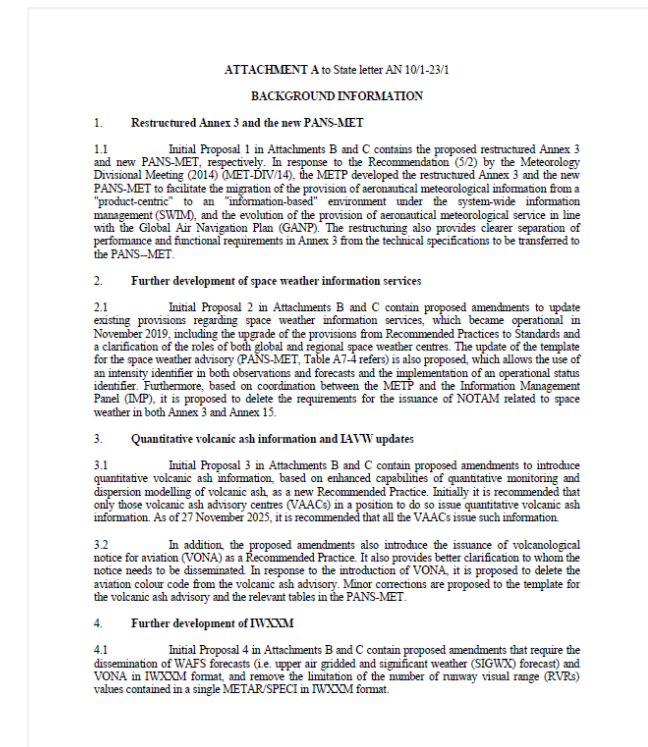 ATTACHMENT A to State letter AN 10/1-23/1
BACKGROUND INFORMATION
1. Restructured Annex 3 and the new PANS-MET
1.1 Initial Proposal 1 in Attachments B and C contains the proposed restructured Annex 3
and new PANS-MET, respectively. In response to the Recommendation (5/2) by the Meteorology
Divisional Meeting (2014) (MET-DIV/14), the METP developed the restructured Annex 3 and the new
PANS-MET to facilitate the migration of the provision of aeronautical meteorological information from a
"product-centric" to an "information-based" environment under the system-wide information
management (SWIM), and the evolution of the provision of aeronautical meteorological service in line
with the Global Air Navigation Plan (GANP). The restructuring also provides clearer separation of
performance and functional requirements in Annex 3 from the technical specifications to be transferred to
the PANS--MET.
2. Further development of space weather information services
2.1 Initial Proposal 2 in Attachments B and C contain proposed amendments to update
existing provisions regarding space weather information services, which became operational in
November 2019, including the upgrade of the provisions from Recommended Practices to Standards and
a clarification of the roles of both global and regional space weather centres. The update of the template
for the space weather advisory (PANS-MET, Table A7-4 refers) is also proposed, which allows the use of
an intensity identifier in both observations and forecasts and the implementation of an operational status
identifier. Furthermore, based on coordination between the METP and the Information Management
Panel (IMP), it is proposed to delete the requirements for the issuance of NOTAM related to space
weather in both Annex 3 and Annex 15.
3. Quantitative volcanic ash information and IAVW updates
3.1 Initial Proposal 3 in Attachments B and C contain proposed amendments to introduce
quantitative volcanic ash information, based on enhanced capabilities of quantitative monitoring and
dispersion modelling of volcanic ash, as a new Recommended Practice. Initially it is recommended that
only those volcanic ash advisory centres (VAACs) in a position to do so issue quantitative volcanic ash
information. As of 27 November 2025, it is recommended that all the VAACs issue such information.
3.2 In addition, the proposed amendments also introduce the issuance of volcanological
notice for aviation (VONA) as a Recommended Practice. It also provides better clarification to whom the
notice needs to be disseminated. In response to the introduction of VONA, it is proposed to delete the
aviation colour code from the volcanic ash advisory. Minor corrections are proposed to the template for
the volcanic ash advisory and the relevant tables in the PANS-MET.
4. Further development of IWXXM
4.1 Initial Proposal 4 in Attachments B and C contain proposed amendments that require the
dissemination of WAFS forecasts (i.e. upper air gridded and significant weather (SIGWX) forecast) and
VONA in IWXXM format, and remove the limitation of the number of runway visual range (RVRs)
values contained in a single METAR/SPECI in IWXXM format.